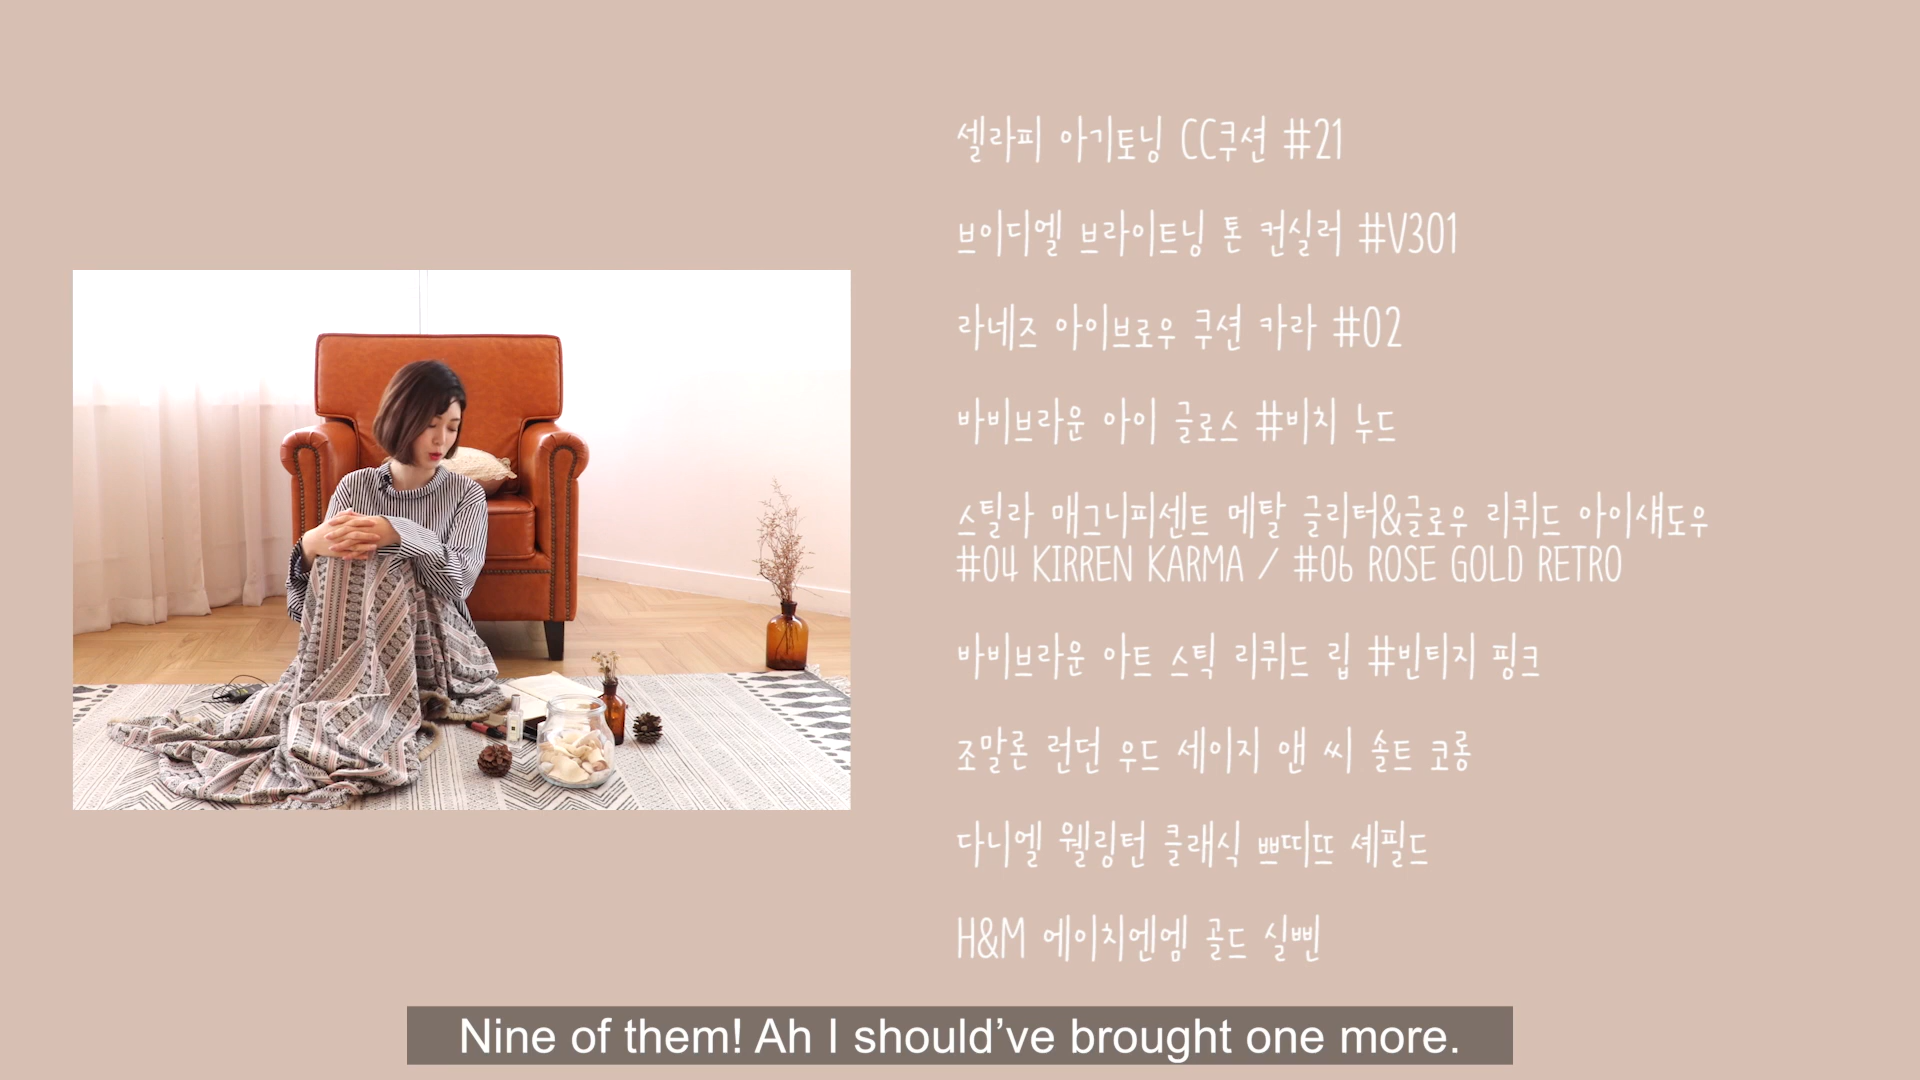 셀라피 아기토닝 CC쿠션 #21
브이디엘 브라이트닝 톤 컨실러 #V301
라네즈 아이브로우 쿠션 카라 #02
바비브라운 아이 글로스 #비치 누드
스틸라 매그니피센트 메탈 글리터&글로우 리퀴드 아이섀도우
#04 KIRREN KARMA / #06 ROSE GOLD RETRO
바비브라운 아트 스틱 리퀴드 립 #빈티지 핑크
조말론 런던 우드 세이지 앤 씨 솔트 코롱
다니엘 웰링턴 클래식 쁘띠뜨 셰필드
H&M 에이치엔엠 골드 실삔
Nine of them! Ah I should’ve brought one more.